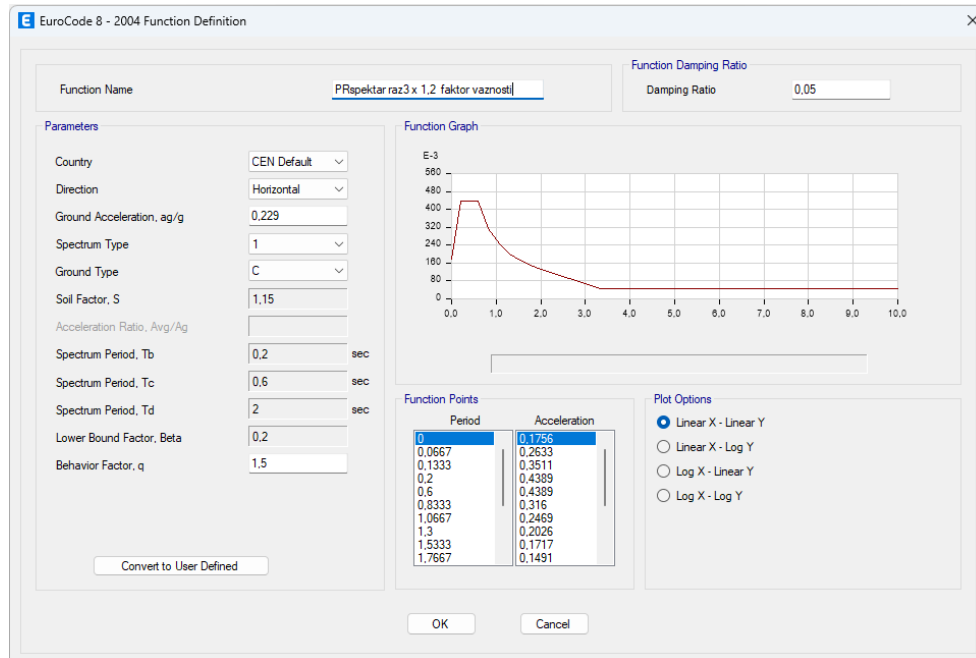 E EuroCode 8 - 2004 Function Definition
Function Name
PRspektar raz3 x 1,2 faktor vaznosti
Function Damping Ratio
Damping Ratio
0,05
Parameters
Country
CEN Default
Direction
Horizontal
Ground Acceleration, ag/g
0,229
Spectrum Type
1
Ground Type
C
Soil Factor, S
1,15
Acceleration Ratio, Avg/Ag
Spectrum Period, Tb
0,2
sec
Spectrum Period, Tc
0,6
sec
Spectrum Period, Td
2
sec
Lower Bound Factor, Beta
0,2
Behavior Factor, q
1,5
Convert to User Defined
Function Graph
E-3
560
480
400
320
240
160
80
0
0,0 1,0 2,0 3,0 4,0 5,0 6,0 7,0 8,0 9,0 10,0
Function Points
Period Acceleration
0 0,1756
0,0667 0,2633
0,1333 0,3511
0,2 0,4389
0,6 0,4389
0,8333 0,316
1,0667 0,2469
1,3 0,2026
1,5333 0,1717
1,7667 0,1491
Plot Options
Linear X - Linear Y
Linear X - Log Y
Log X - Linear Y
Log X - Log Y
OK
Cancel